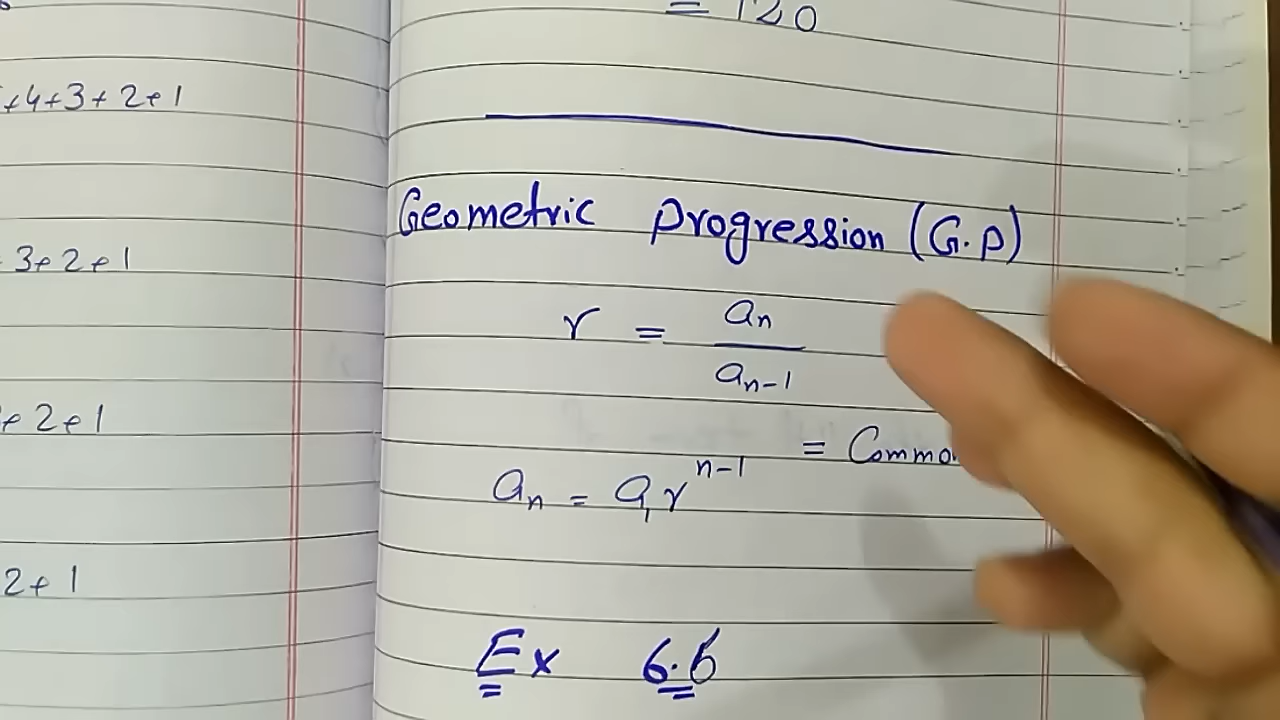 +4+3+2+1
3+2+1
+2+1
2+1
= 120
Geometric Progression (G.P)
r = aₙ / aₙ₋₁
= Commo
aₙ = a₁rⁿ⁻¹
Ex 6.6